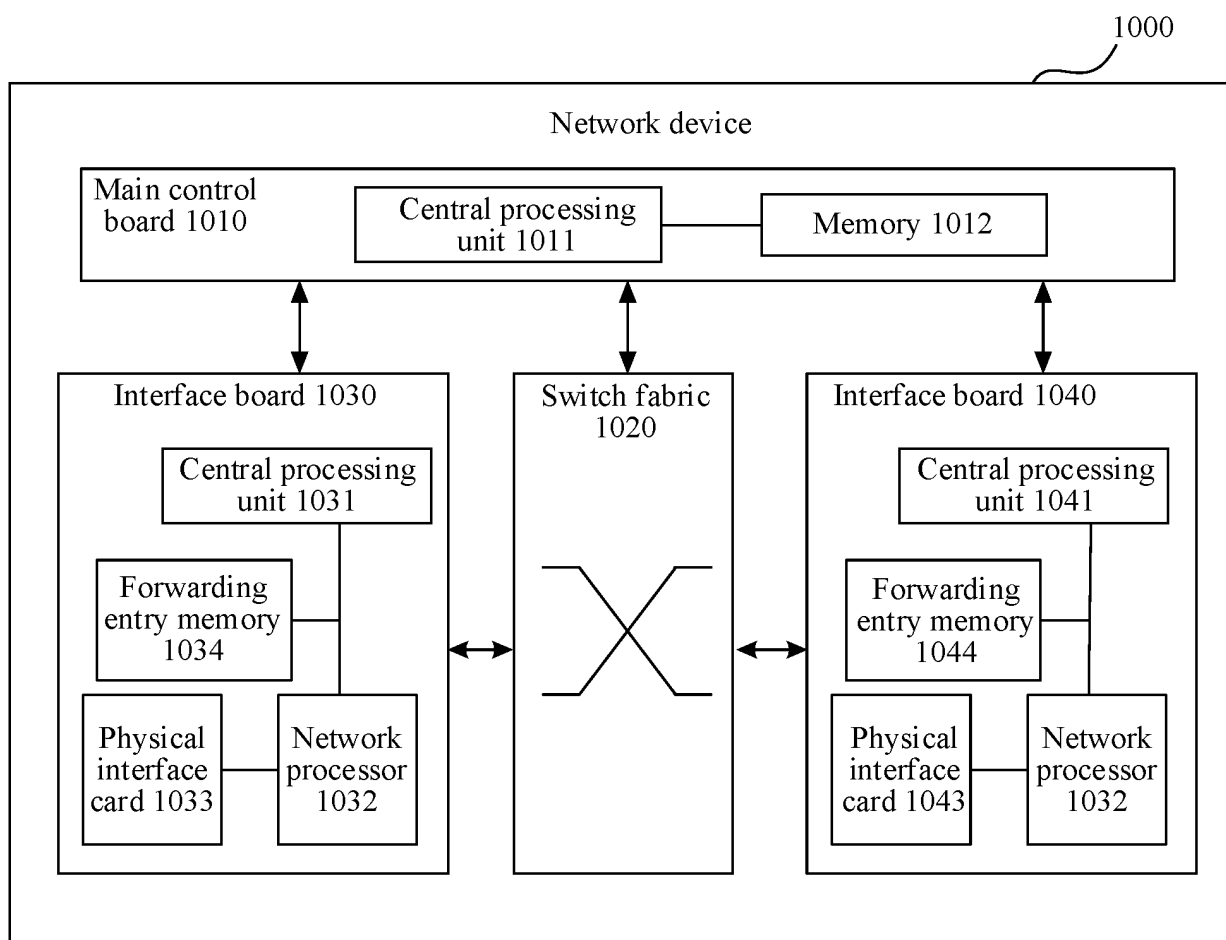 1000
Network device
Main control
board 1010
Central processing
unit 1011
Memory 1012
Interface board 1030
Central processing
unit 1031
Forwarding
entry memory
1034
Physical
interface
card 1033
Network
processor
1032
Switch fabric
1020
Interface board 1040
Central processing
unit 1041
Forwarding
entry memory
1044
Physical
interface
card 1043
Network
processor
1032